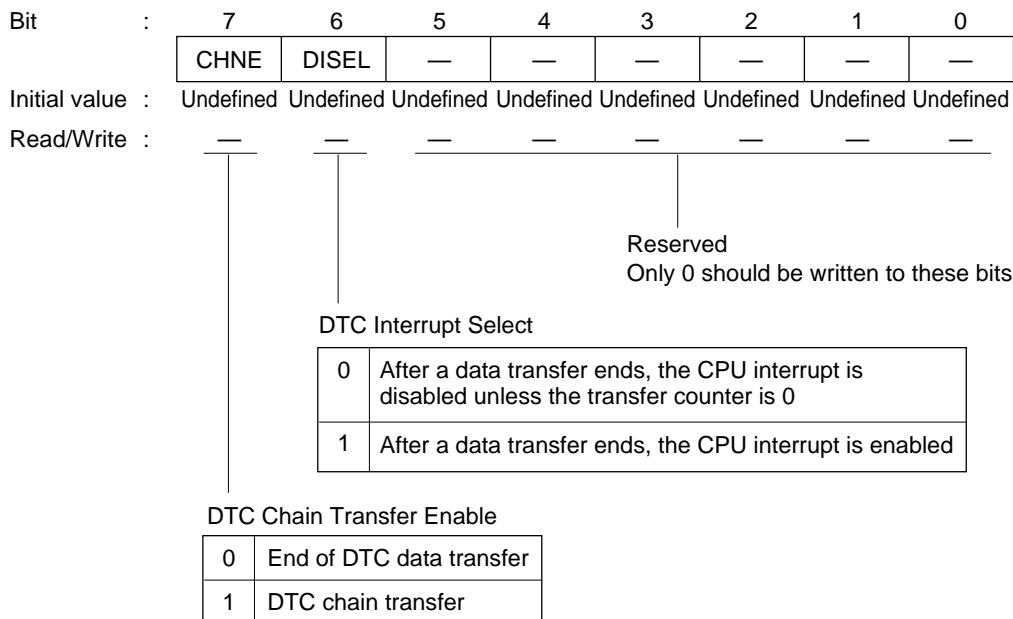 Bit : 7 6 5 4 3 2 1 0
CHNE DISEL — — — — — —
Initial value : Undefined Undefined Undefined Undefined Undefined Undefined Undefined Undefined
Read/Write : — — — — — — — —
Reserved
Only 0 should be written to these bits
DTC Interrupt Select
0 After a data transfer ends, the CPU interrupt is
disabled unless the transfer counter is 0
1 After a data transfer ends, the CPU interrupt is enabled
DTC Chain Transfer Enable
0 End of DTC data transfer
1 DTC chain transfer